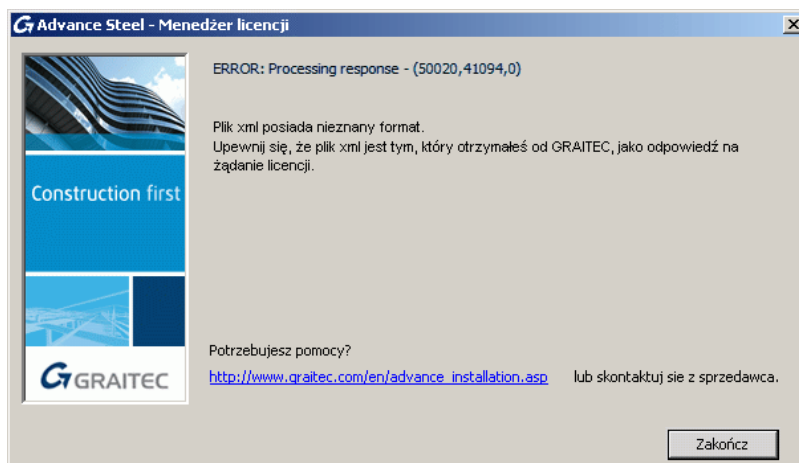 Advance Steel - Menedżer licencji
ERROR: Processing response - (50020,41094,0)
Plik xml posiada nieznany format.
Upewnij się, że plik xml jest tym, który otrzymałeś od GRAITEC, jako odpowiedź na
żądanie licencji.
Construction first
GRAITEC
Potrzebujesz pomocy?
http://www.graitec.com/en/advance_installation.asp lub skontaktuj sie z sprzedawca.
Zakończ